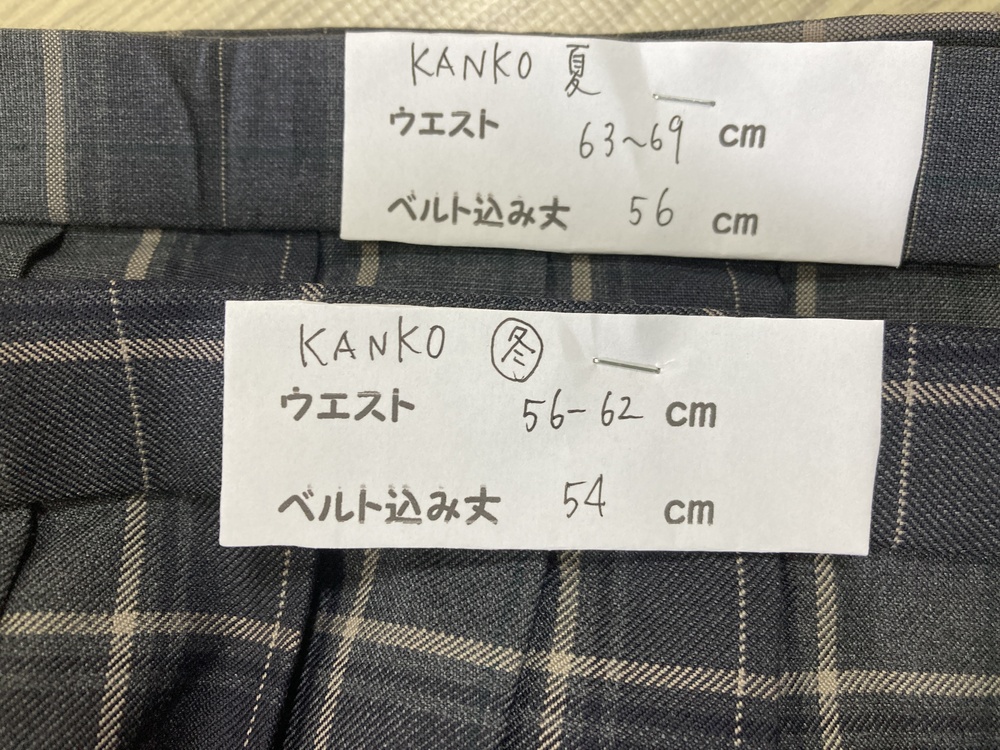 KANKO 夏
ウエスト 63~69 cm
ベルト込み丈 56 cm
KANKO 冬
ウエスト 56-62 cm
ベルト込み丈 54 cm